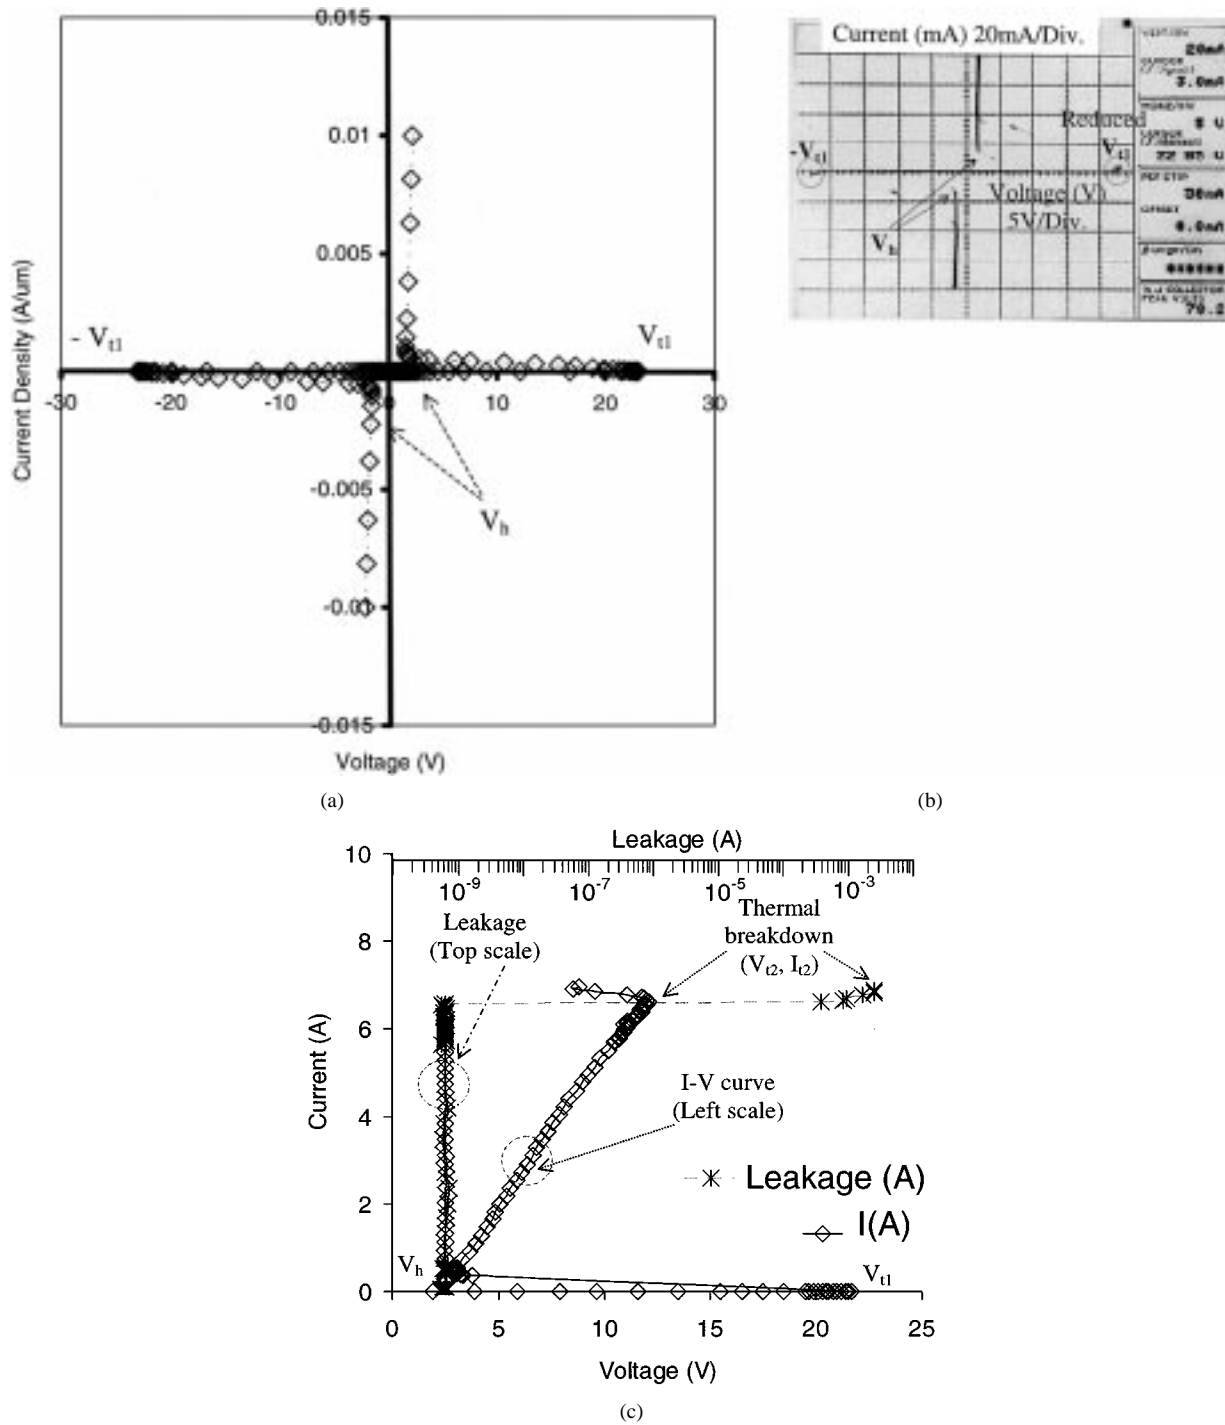 0.015
0.01
0.005
Current Density (A/um)
- Vt1
Vt1
-30
-20
-10
0
10
20
30
-0.005
Vh
-0.01
-0.015
Voltage (V)
(a)
Current (mA) 20mA/Div.
20mA
Reduced
-Vt1
Vt1
Voltage (V)
5V/Div.
Vh
(b)
Leakage (A)
10-9
10-7
10-5
10-3
10
8
6
4
2
0
Current (A)
Leakage
(Top scale)
Thermal
breakdown
(Vt2, It2)
I-V curve
(Left scale)
Leakage (A)
I(A)
Vh
Vt1
0
5
10
15
20
25
Voltage (V)
(c)